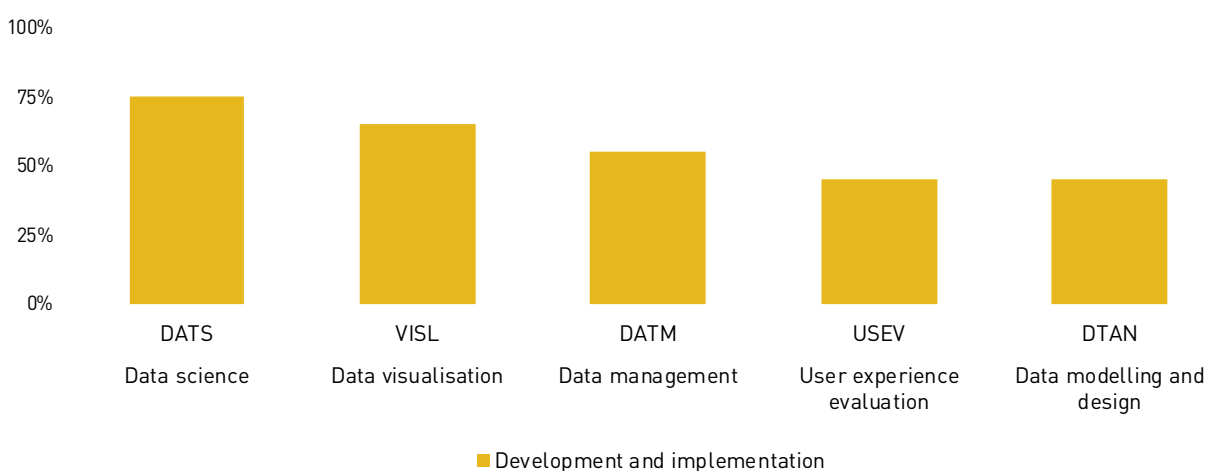 100%
75%
50%
25%
0%
DATS
VISL
DATM
USEV
DTAN
Data science
Data visualisation
Data management
User experience
evaluation
Data modelling and
design
Development and implementation